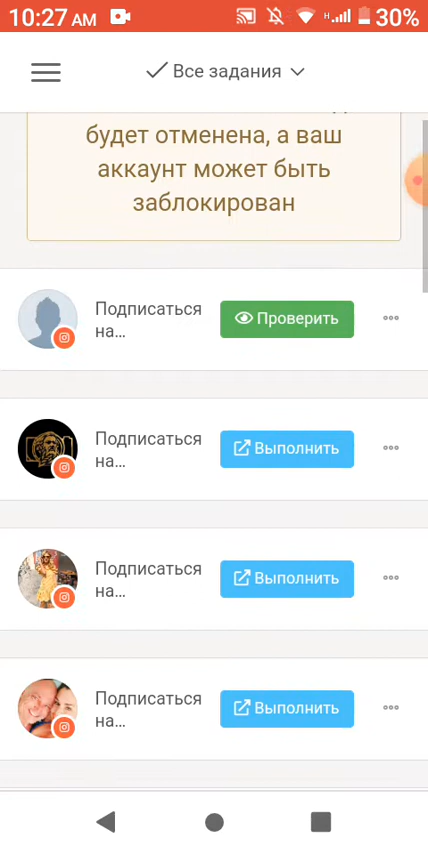 10:27 AM
H
30%
Все задания
будет отменена, а ваш
аккаунт может быть
заблокирован
Подписаться
на...
Проверить
Подписаться
на...
Выполнить
Подписаться
на...
Выполнить
Подписаться
на...
Выполнить